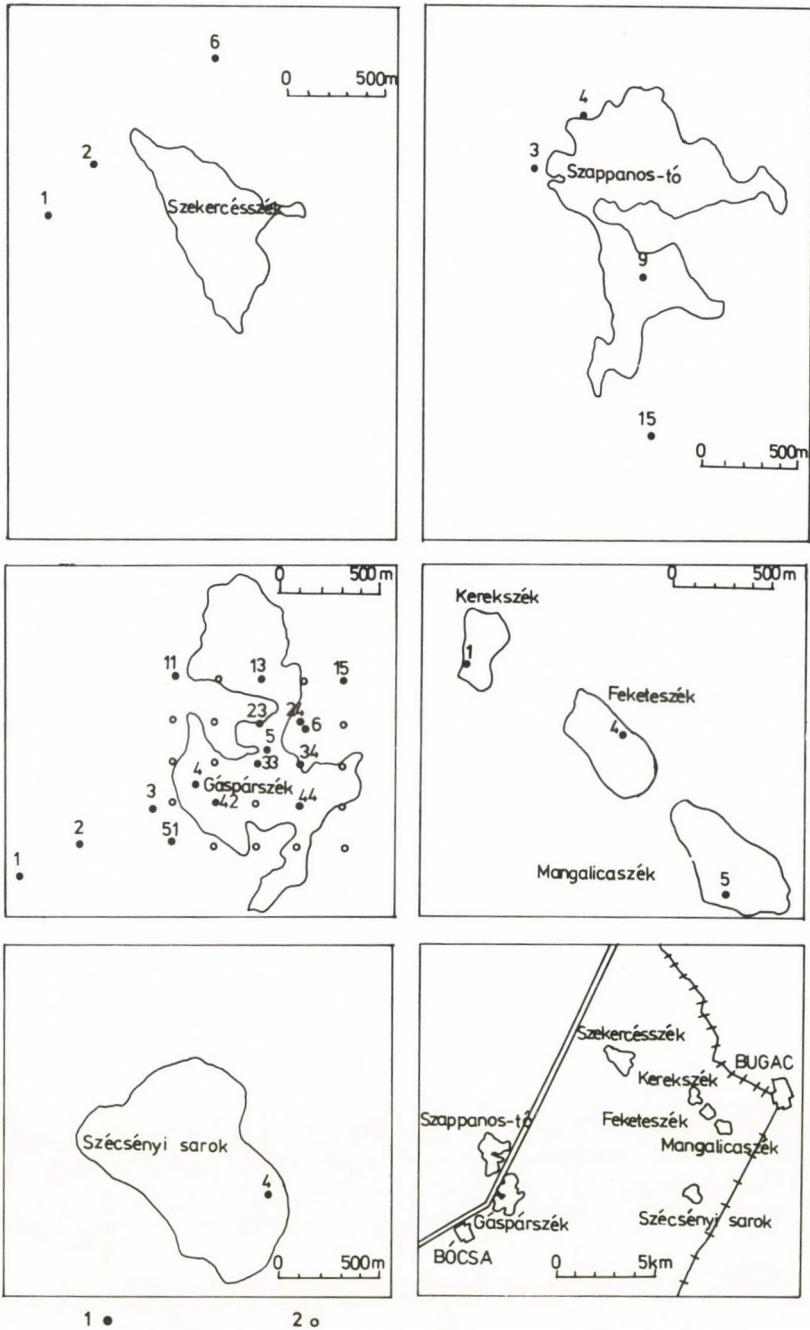 6
0 500m
2
Szekercésszék
1
4
3
Szappanos-tó
9
15
0 500m
0 500m
11 13 15
23 24
6
5
33 34
4 Gáspárszék
3 42 44
2 51
1
0 500m
Kerekszék
1
Feketeszék
4
Mangalicaszék
5
Szécsényi sarok
4
0 500m
Szekercésszék
BUGAC
Kerekszék
Szappanos-tó
Feketeszék
Mangalicaszék
Gáspárszék
Szécsényi sarok
BÓCSA
0 5km
1 2